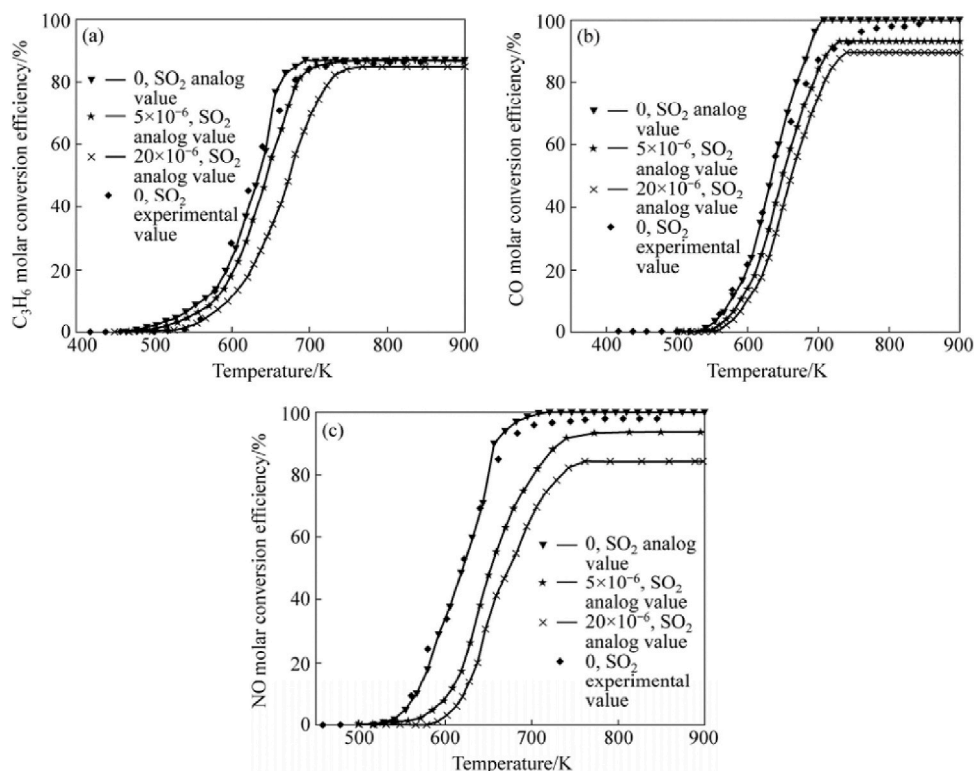 100
(a)
80
60
40
20
0
C₃H₆ molar conversion efficiency/%
0, SO₂ analog
value
5×10⁻⁶, SO₂
analog value
20×10⁻⁶, SO₂
analog value
0, SO₂
experimental
value
400 500 600 700 800 900
Temperature/K
100
(b)
80
60
40
20
0
CO molar conversion efficiency/%
0, SO₂ analog
value
5×10⁻⁶, SO₂
analog value
20×10⁻⁶, SO₂
analog value
0, SO₂
experimental
value
400 500 600 700 800 900
Temperature/K
100
(c)
80
60
40
20
0
NO molar conversion efficiency/%
0, SO₂ analog
value
5×10⁻⁶, SO₂
analog value
20×10⁻⁶, SO₂
analog value
0, SO₂
experimental
value
500 600 700 800 900
Temperature/K